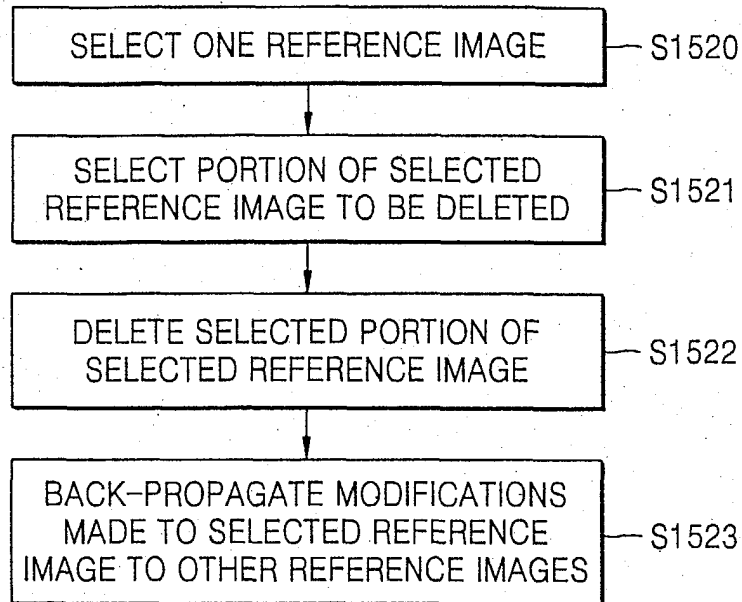 SELECT ONE REFERENCE IMAGE
S1520
SELECT PORTION OF SELECTED
REFERENCE IMAGE TO BE DELETED
S1521
DELETE SELECTED PORTION OF
SELECTED REFERENCE IMAGE
S1522
BACK-PROPAGATE MODIFICATIONS
MADE TO SELECTED REFERENCE
IMAGE TO OTHER REFERENCE IMAGES
S1523